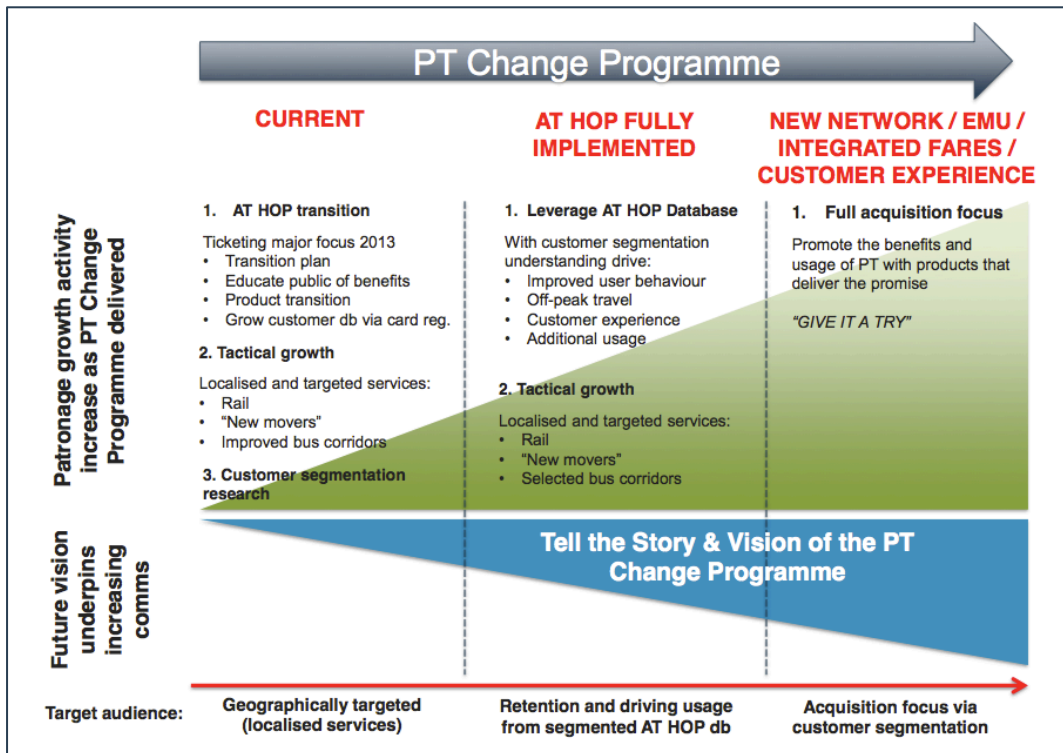 PT Change Programme
CURRENT
AT HOP FULLY
IMPLEMENTED
NEW NETWORK / EMU /
INTEGRATED FARES /
CUSTOMER EXPERIENCE
Patronage growth activity
increase as PT Change
Programme delivered
1. AT HOP transition
Ticketing major focus 2013
• Transition plan
• Educate public of benefits
• Product transition
• Grow customer db via card reg.
2. Tactical growth
Localised and targeted services:
• Rail
• "New movers"
• Improved bus corridors
3. Customer segmentation
research
1. Leverage AT HOP Database
With customer segmentation
understanding drive:
• Improved user behaviour
• Off-peak travel
• Customer experience
• Additional usage
2. Tactical growth
Localised and targeted services:
• Rail
• "New movers"
• Selected bus corridors
1. Full acquisition focus
Promote the benefits and
usage of PT with products that
deliver the promise
"GIVE IT A TRY"
Future vision
underpins
increasing
comms
Tell the Story & Vision of the PT
Change Programme
Target audience:
Geographically targeted
(localised services)
Retention and driving usage
from segmented AT HOP db
Acquisition focus via
customer segmentation